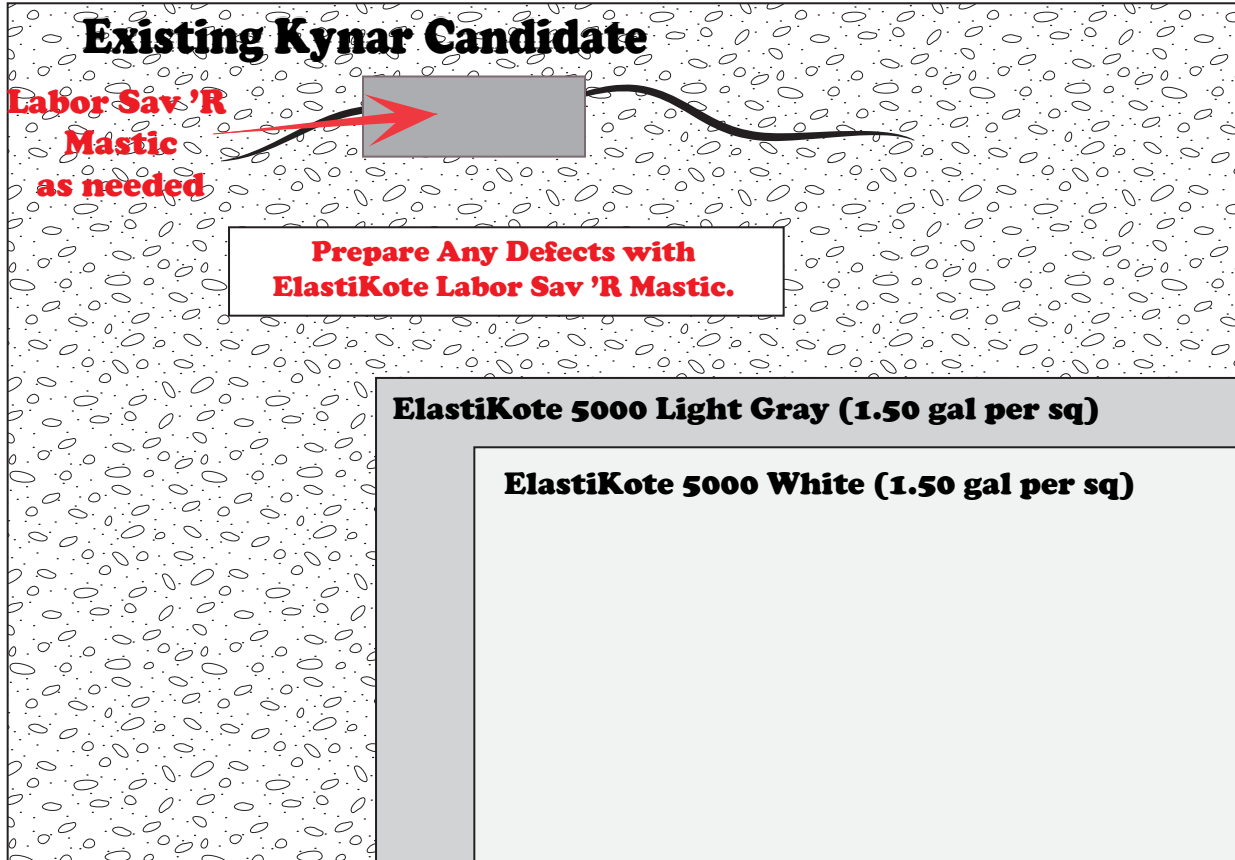 Existing Kynar Candidate
Labor Sav ’R
Mastic
as needed
Prepare Any Defects with
ElastiKote Labor Sav ’R Mastic.
ElastiKote 5000 Light Gray (1.50 gal per sq)
ElastiKote 5000 White (1.50 gal per sq)